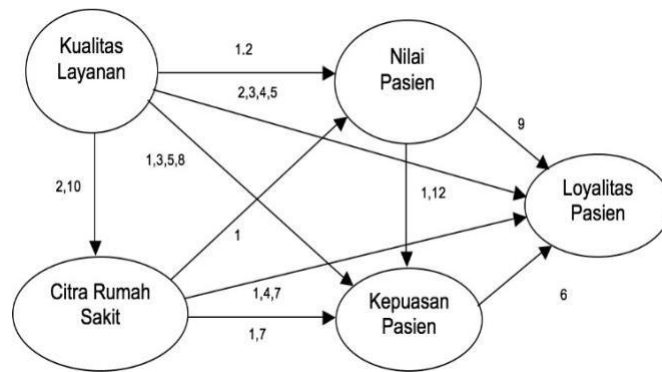 Kualitas
Layanan
1.2
Nilai
Pasien
2,3,4,5
9
2,10
1,3,5,8
1,12
Loyalitas
Pasien
1
Citra Rumah
Sakit
1,4,7
Kepuasan
Pasien
6
1,7